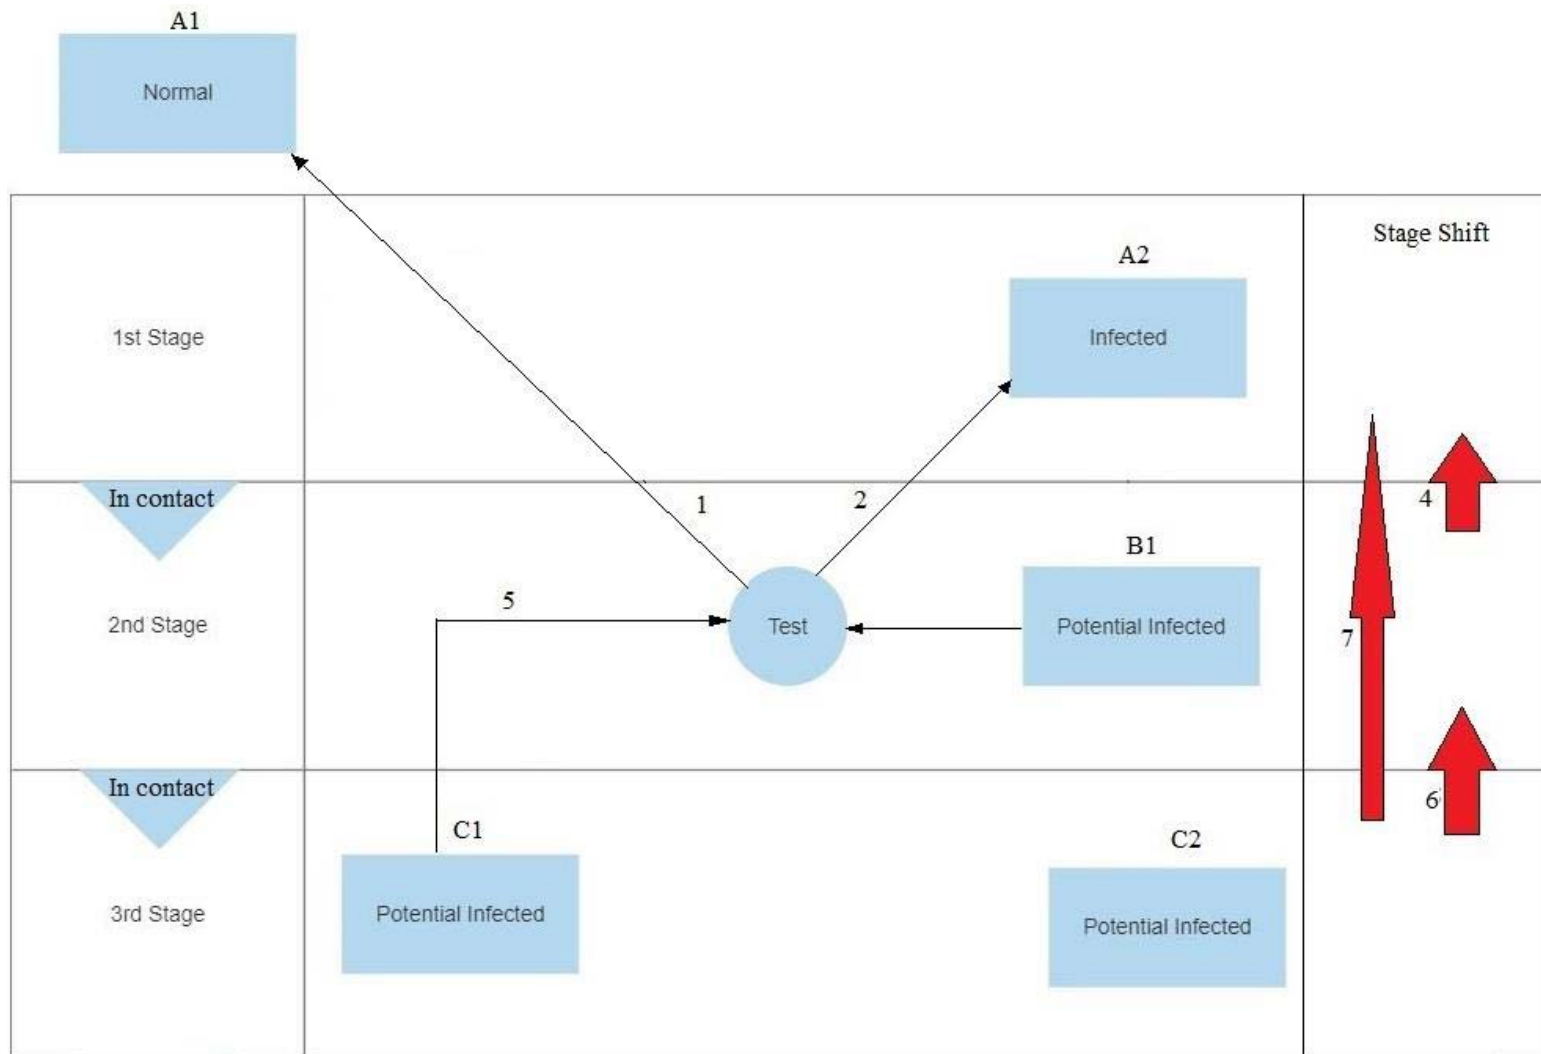 A1
Normal
Stage Shift
A2
1st Stage
Infected
In contact
1
2
4
B1
5
2nd Stage
Test
Potential Infected
7
In contact
6
C1
C2
3rd Stage
Potential Infected
Potential Infected